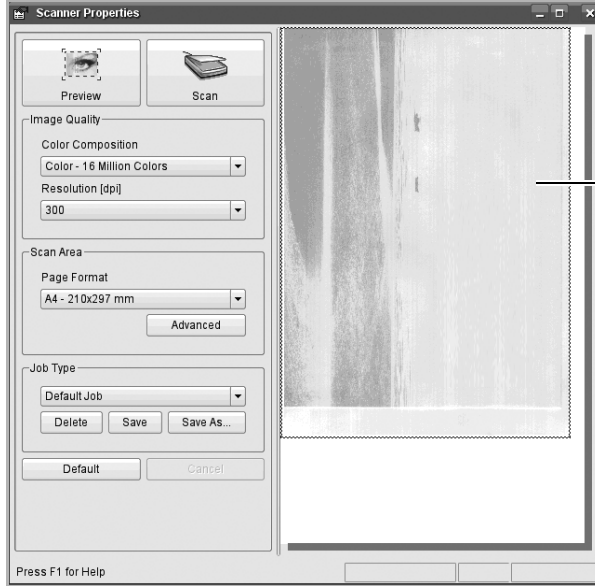 Scanner Properties
Preview
Scan
Image Quality
Color Composition
Color - 16 Million Colors
Resolution [dpi]
300
Scan Area
Page Format
A4 - 210x297 mm
Advanced
Job Type
Default Job
Delete
Save
Save As...
Default
Cancel
Press F1 for Help